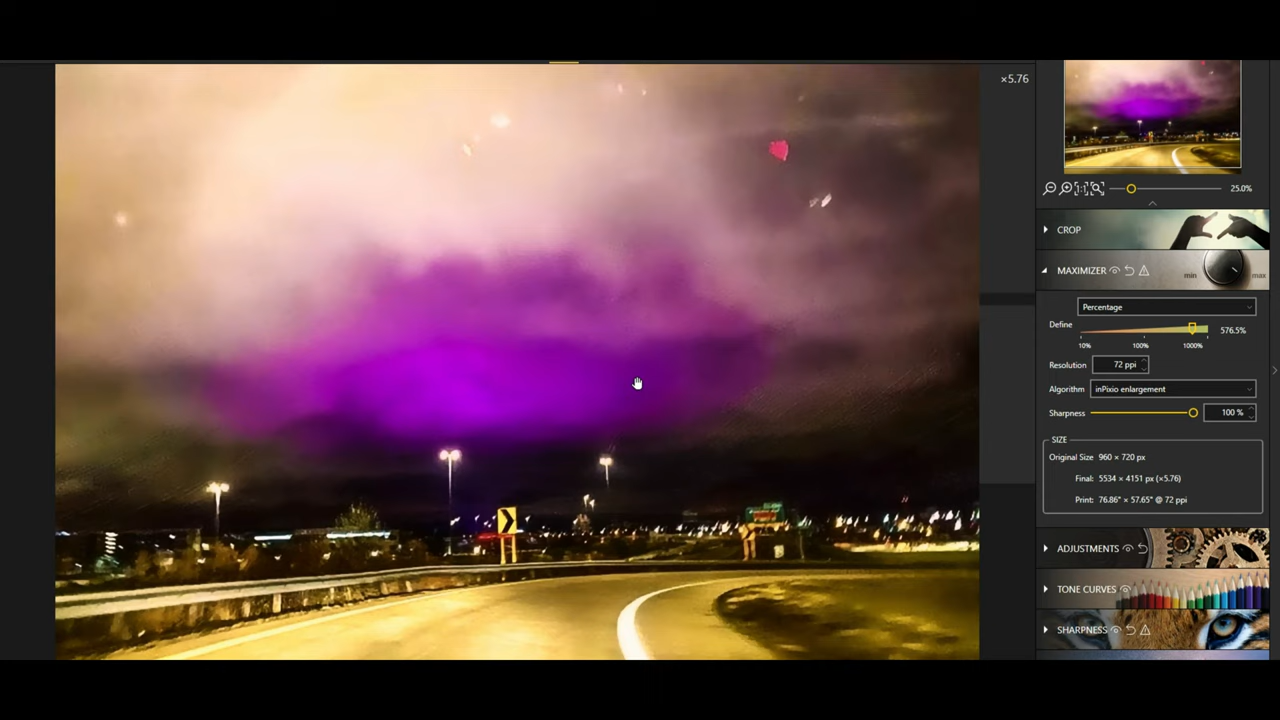 ×5.76
25.0%
CROP
MAXIMIZER
min
max
Percentage
Define
576.5%
10%
100%
1000%
Resolution
72 ppi
Algorithm
inPixio enlargement
Sharpness
100 %
SIZE
Original Size 960 × 720 px
Final: 5534 × 4151 px (×5.76)
Print: 76.86" × 57.65" @ 72 ppi
ADJUSTMENTS
TONE CURVES
SHARPNESS